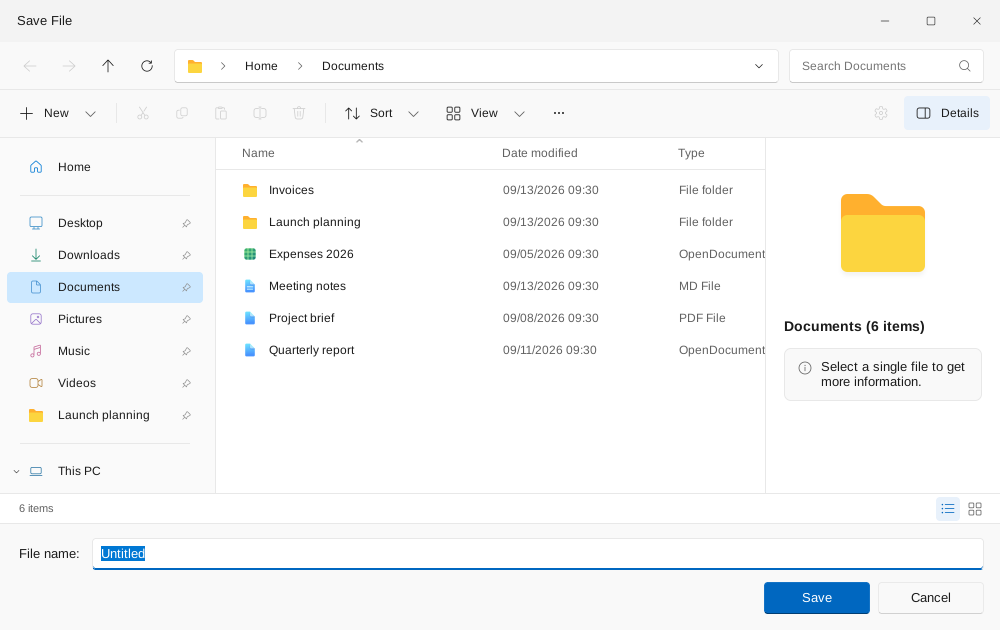 Save File
Home
Documents
Search Documents
New
Sort
View
Details
Home
Desktop
Downloads
Documents
Pictures
Music
Videos
Launch planning
This PC
Name Date modified Type
Invoices 09/13/2026 09:30 File folder
Launch planning 09/13/2026 09:30 File folder
Expenses 2026 09/05/2026 09:30 OpenDocument
Meeting notes 09/13/2026 09:30 MD File
Project brief 09/08/2026 09:30 PDF File
Quarterly report 09/11/2026 09:30 OpenDocument
Documents (6 items)
Select a single file to get
more information.
6 items
File name: Untitled
Save
Cancel